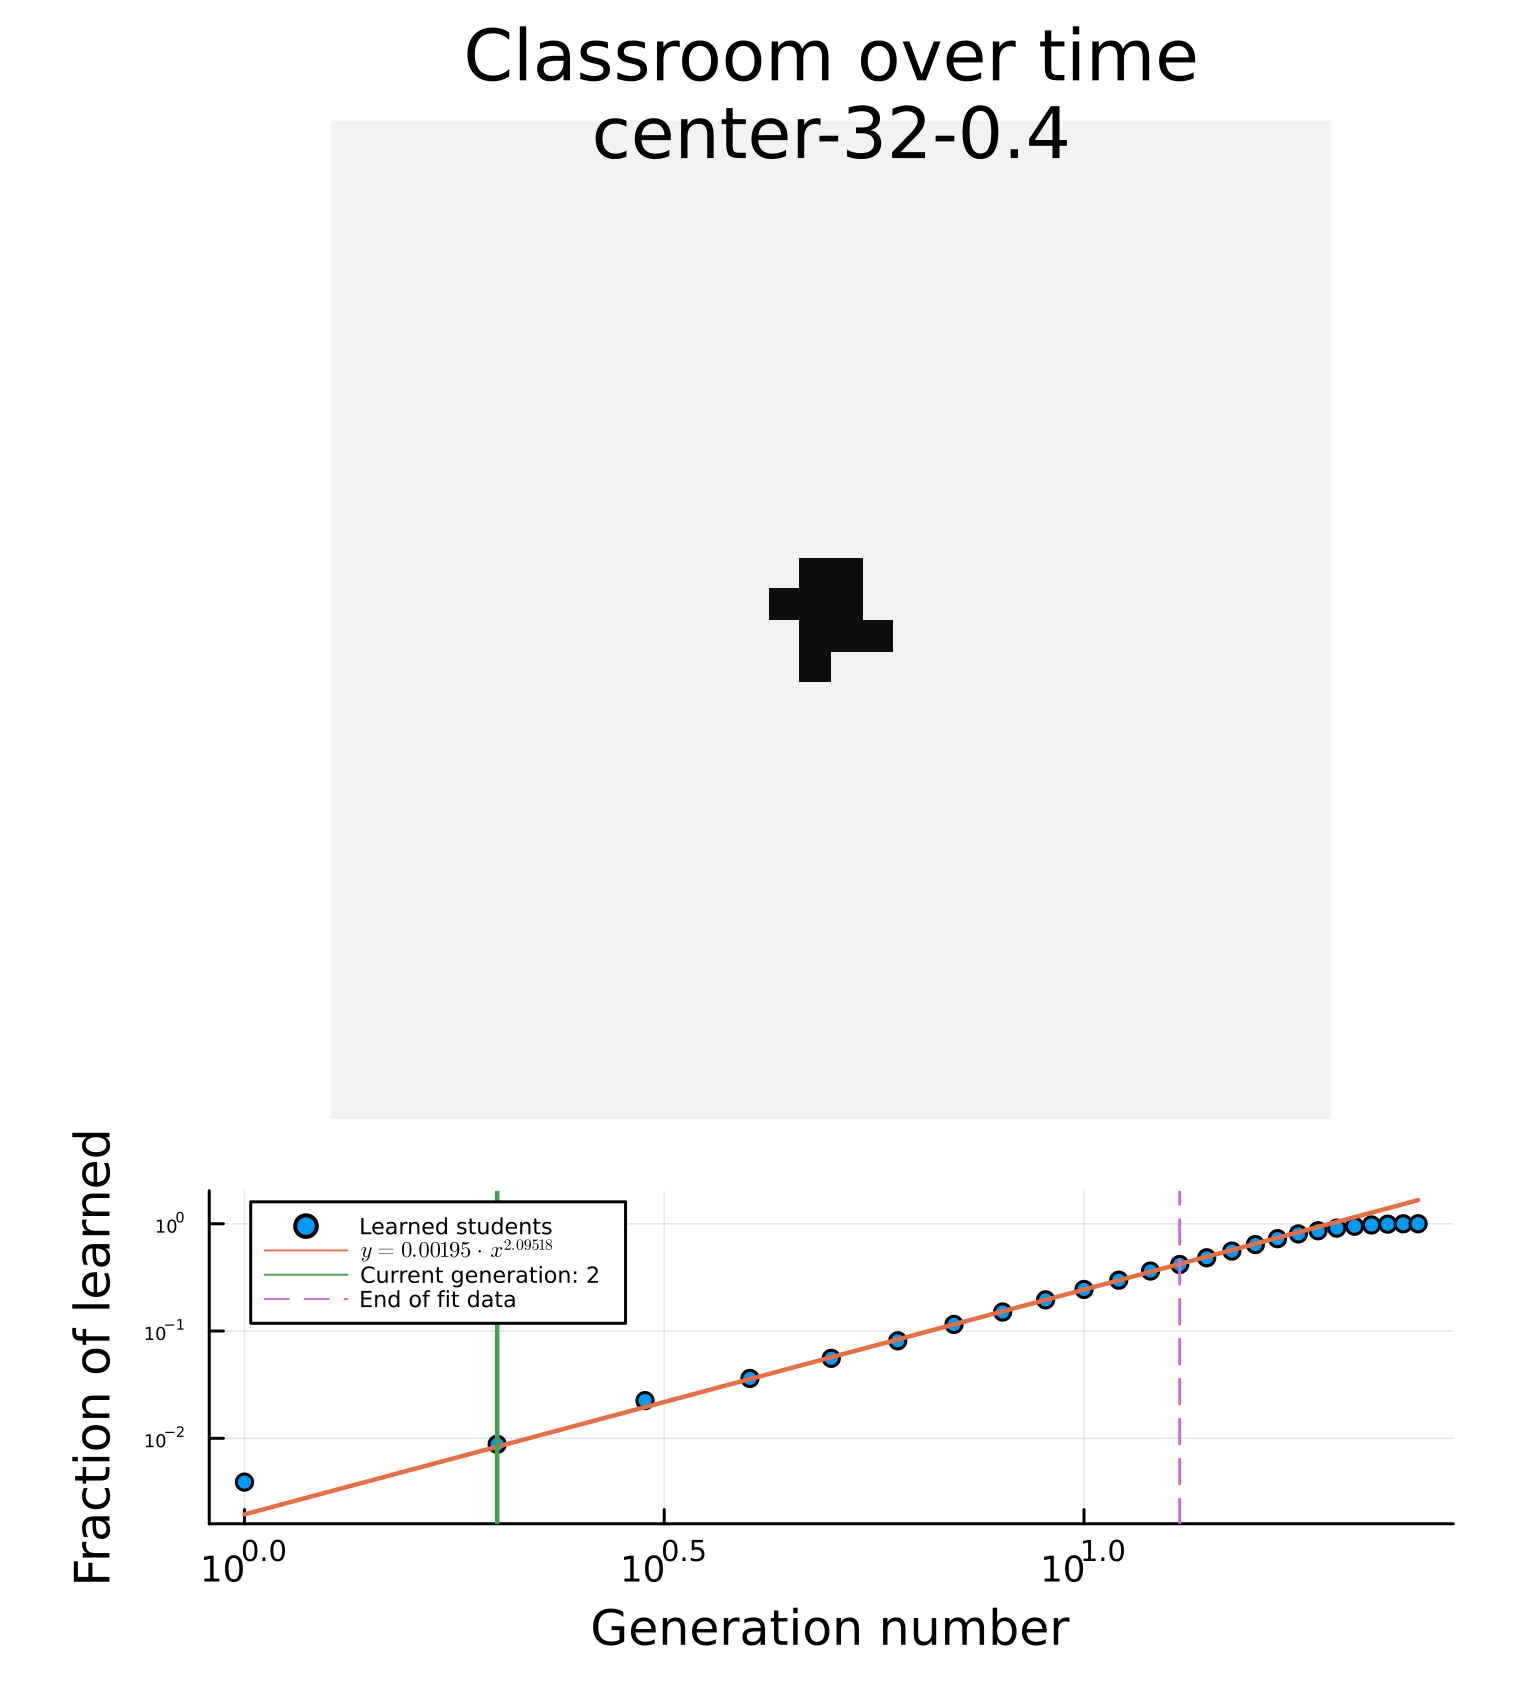 Classroom over time
center-32-0.4
Fraction of learned
10^0
10^-1
10^-2
Learned students
y = 0.00195 · x^2.09518
Current generation: 2
End of fit data
10^0.0
10^0.5
10^1.0
Generation number